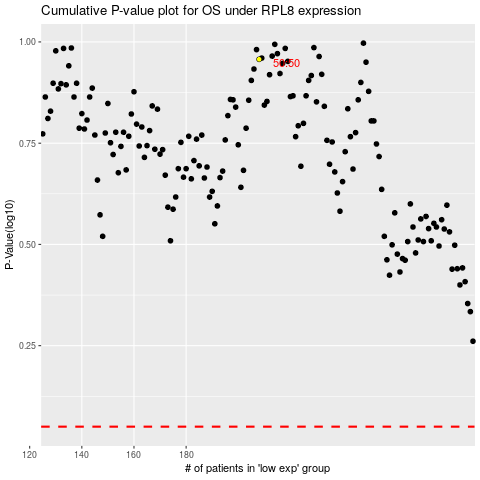 Cumulative P-value plot for OS under RPL8 expression
P-Value(log10)
1.00
0.75
0.50
0.25
50:50
120 140 160 180
# of patients in 'low exp' group